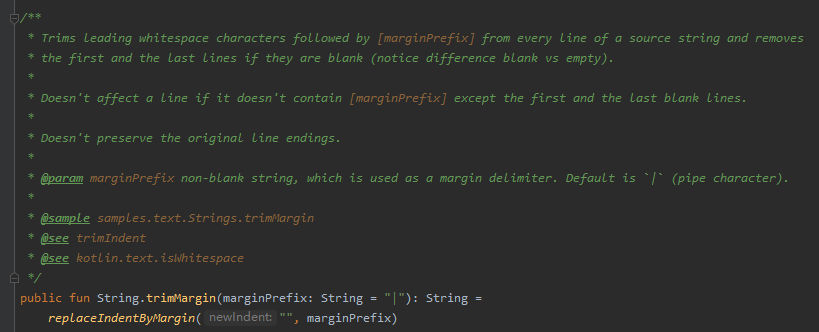 /**
 * Trims leading whitespace characters followed by [marginPrefix] from every line of a source string and removes
 * the first and the last lines if they are blank (notice difference blank vs empty).
 *
 * Doesn't affect a line if it doesn't contain [marginPrefix] except the first and the last blank lines.
 *
 * Doesn't preserve the original line endings.
 *
 * @param marginPrefix non-blank string, which is used as a margin delimiter. Default is `|` (pipe character).
 *
 * @sample samples.text.Strings.trimMargin
 * @see trimIndent
 * @see kotlin.text.isWhitespace
 */
public fun String.trimMargin(marginPrefix: String = "|"): String =
    replaceIndentByMargin( newIndent: "", marginPrefix)